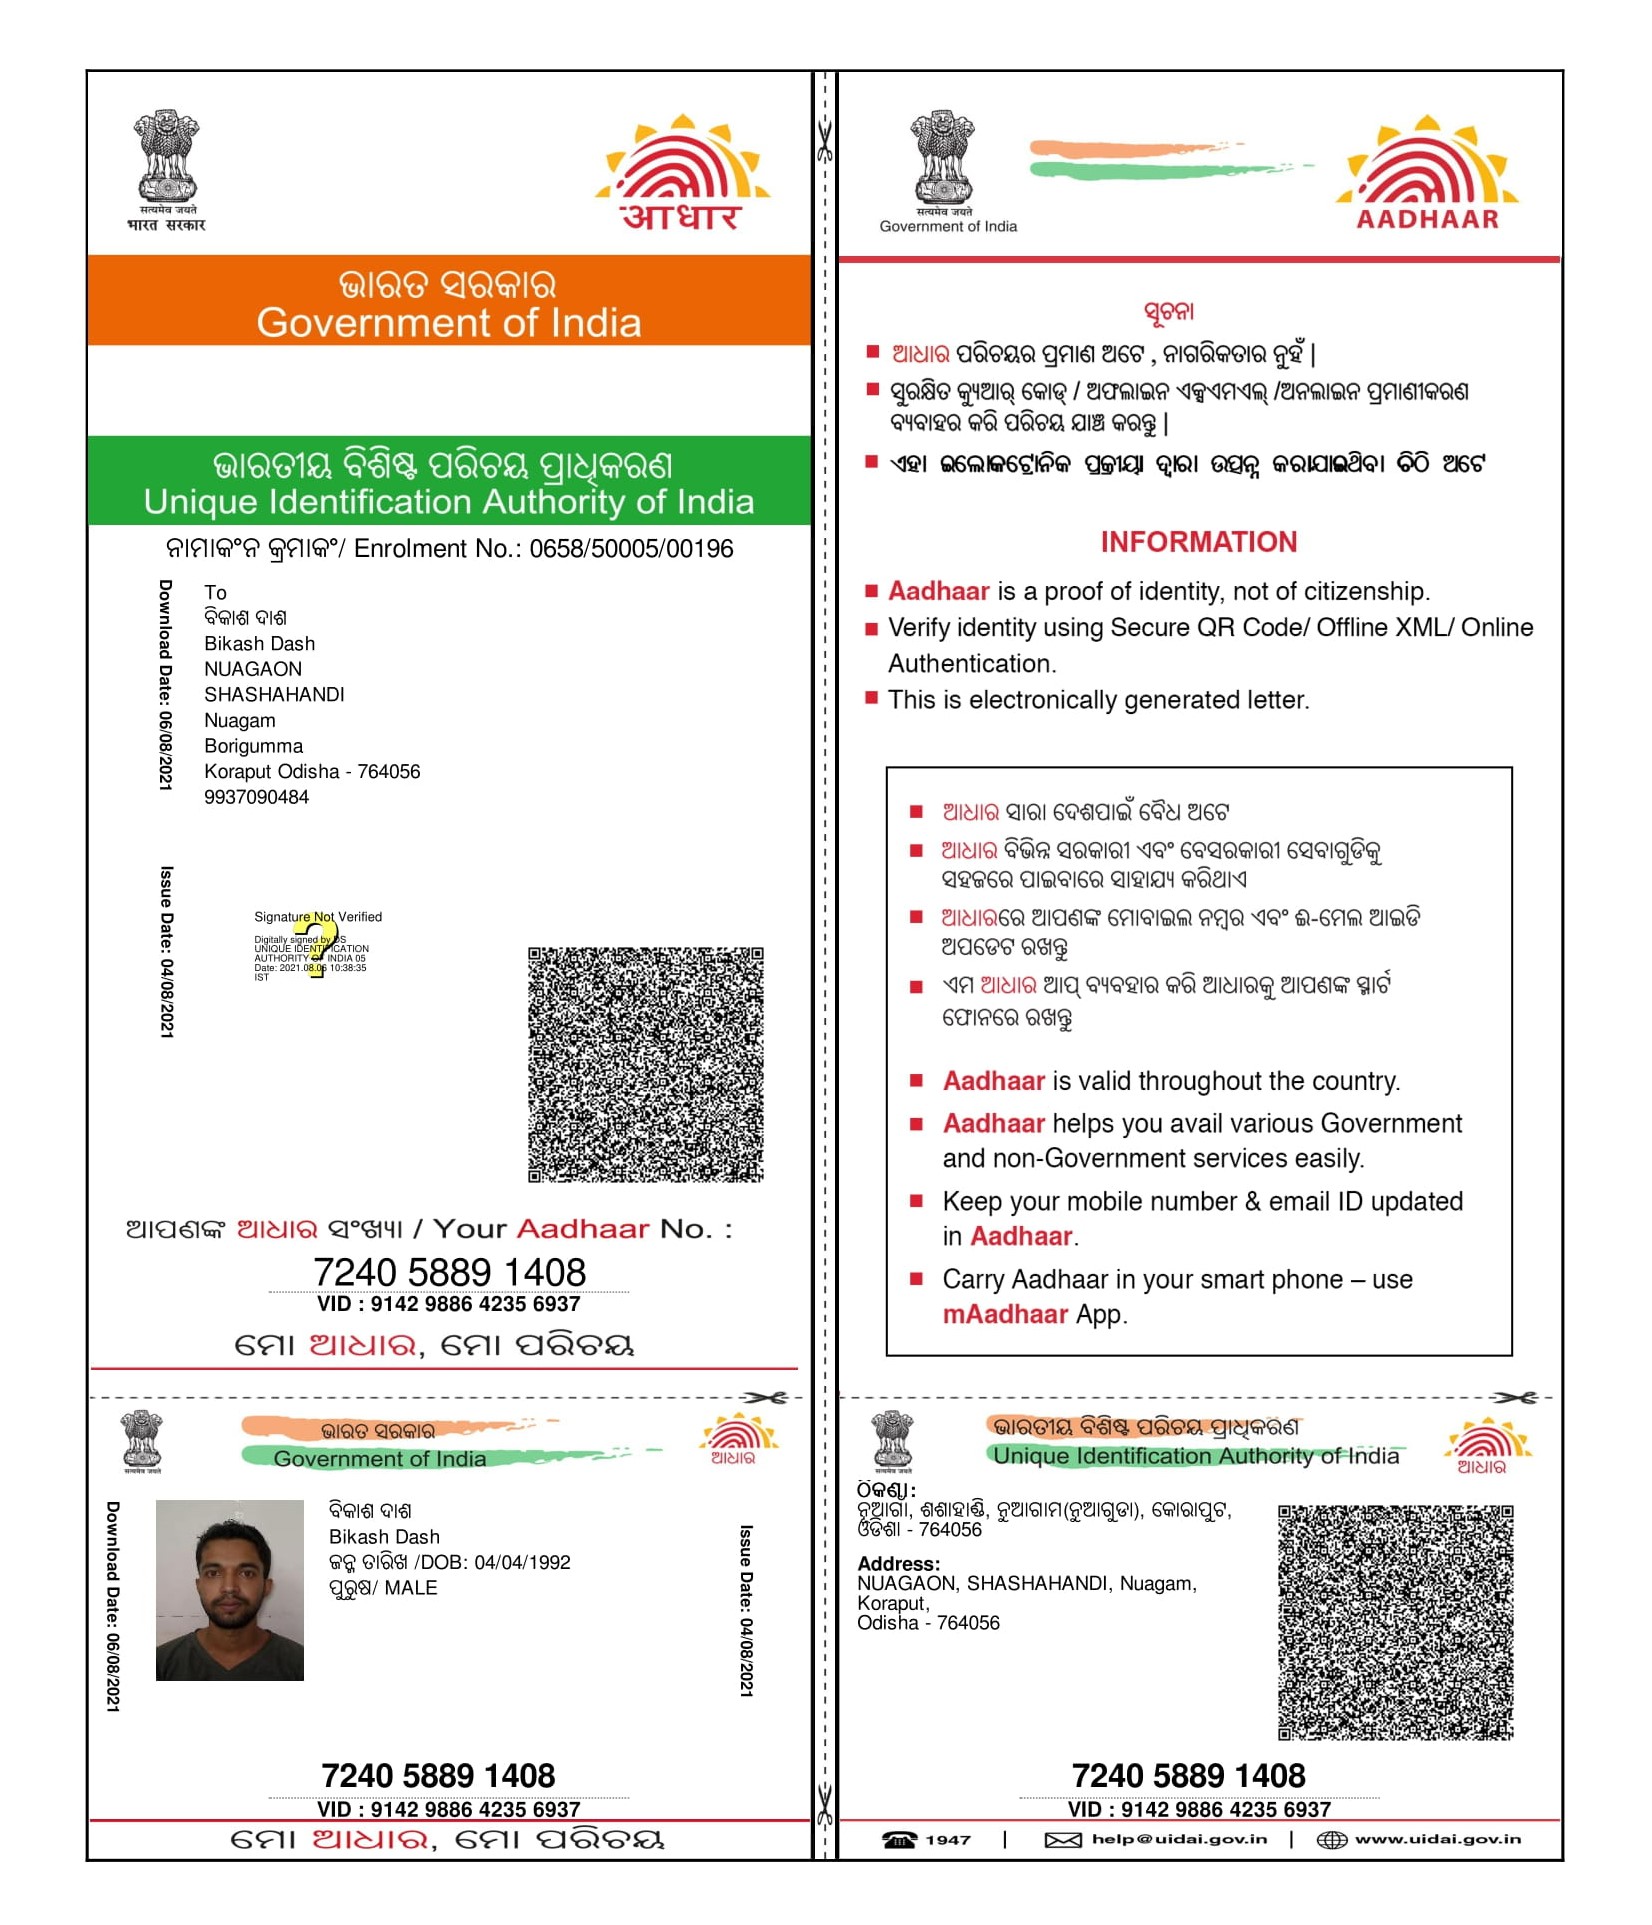 सत्यमेव जयते
भारत सरकार
आधार
ଭାରତ ସରକାର
Government of India
ଭାରତୀୟ ବିଶିଷ୍ଟ ପରିଚୟ ପ୍ରାଧିକରଣ
Unique Identification Authority of India
ନାମାକଂନ କ୍ରମାକଂ/ Enrolment No.: 0658/50005/00196
Download Date: 06/08/2021
To
ବିକାଶ ଦାଶ
Bikash Dash
NUAGAON
SHASHAHANDI
Nuagam
Borigumma
Koraput Odisha - 764056
9937090484
Issue Date: 04/08/2021
Signature Not Verified
Digitally signed by DS
UNIQUE IDENTIFICATION
AUTHORITY OF INDIA 05
Date: 2021.08.06 10:38:35
IST
ଆପଣଙ୍କ ଆଧାର ସଂଖ୍ୟା / Your Aadhaar No. :
7240 5889 1408
VID : 9142 9886 4235 6937
ମୋ ଆଧାର, ମୋ ପରିଚୟ
सत्यमेव जयते
Government of India
AADHAAR
ସୂଚନା
ଆଧାର ପରିଚୟର ପ୍ରମାଣ ଅଟେ , ନାଗରିକତାର ନୁହଁ |
ସୁରକ୍ଷିତ କ୍ୟୁଆର୍ କୋଡ୍ / ଅଫଲାଇନ ଏକ୍ସଏମଏଲ୍ /ଅନଲାଇନ ପ୍ରମାଣୀକରଣ
ବ୍ୟବାହର କରି ପରିଚୟ ଯାଞ୍ଚ କରନ୍ତୁ |
ଏହା ଇଲୋକଟ୍ରୋନିକ ପ୍ରକ୍ରୀୟା ଦ୍ୱାରା ଉତ୍ପନ୍ନ କରାଯାଇଥିବା ଚିଠି ଅଟେ
INFORMATION
Aadhaar is a proof of identity, not of citizenship.
Verify identity using Secure QR Code/ Offline XML/ Online
Authentication.
This is electronically generated letter.
ଆଧାର ସାରା ଦେଶପାଇଁ ବୈଧ ଅଟେ
ଆଧାର ବିଭିନ୍ନ ସରକାରୀ ଏବଂ ବେସରକାରୀ ସେବାଗୁଡିକୁ
ସହଜରେ ପାଇବାରେ ସାହାଯ୍ୟ କରିଥାଏ
ଆଧାରରେ ଆପଣଙ୍କ ମୋବାଇଲ ନମ୍ବର ଏବଂ ଈ-ମେଲ ଆଇଡି
ଅପଡେଟ ରଖନ୍ତୁ
ଏମ ଆଧାର ଆପ୍ ବ୍ୟବହାର କରି ଆଧାରକୁ ଆପଣଙ୍କ ସ୍ମାର୍ଟ
ଫୋନରେ ରଖନ୍ତୁ
Aadhaar is valid throughout the country.
Aadhaar helps you avail various Government
and non-Government services easily.
Keep your mobile number & email ID updated
in Aadhaar.
Carry Aadhaar in your smart phone – use
mAadhaar App.
सत्यमेव जयते
ଭାରତ ସରକାର
Government of India
ଆଧାର
Download Date: 06/08/2021
ବିକାଶ ଦାଶ
Bikash Dash
ଜନ୍ମ ତାରିଖ /DOB: 04/04/1992
ପୁରୁଷ/ MALE
Issue Date: 04/08/2021
7240 5889 1408
VID : 9142 9886 4235 6937
ମୋ ଆଧାର, ମୋ ପରିଚୟ
सत्यमेव जयते
ଭାରତୀୟ ବିଶିଷ୍ଟ ପରିଚୟ ପ୍ରାଧିକରଣ
Unique Identification Authority of India
ଆଧାର
ଠିକଣା:
ନୂଆଗାଁ, ଶଶାହାଣ୍ଡି, ନୁଆଗାମ(ନୁଆଗୁଡା), କୋରାପୁଟ,
ଓଡିଶା - 764056
Address:
NUAGAON, SHASHAHANDI, Nuagam,
Koraput,
Odisha - 764056
7240 5889 1408
VID : 9142 9886 4235 6937
1947 | help@uidai.gov.in | www.uidai.gov.in